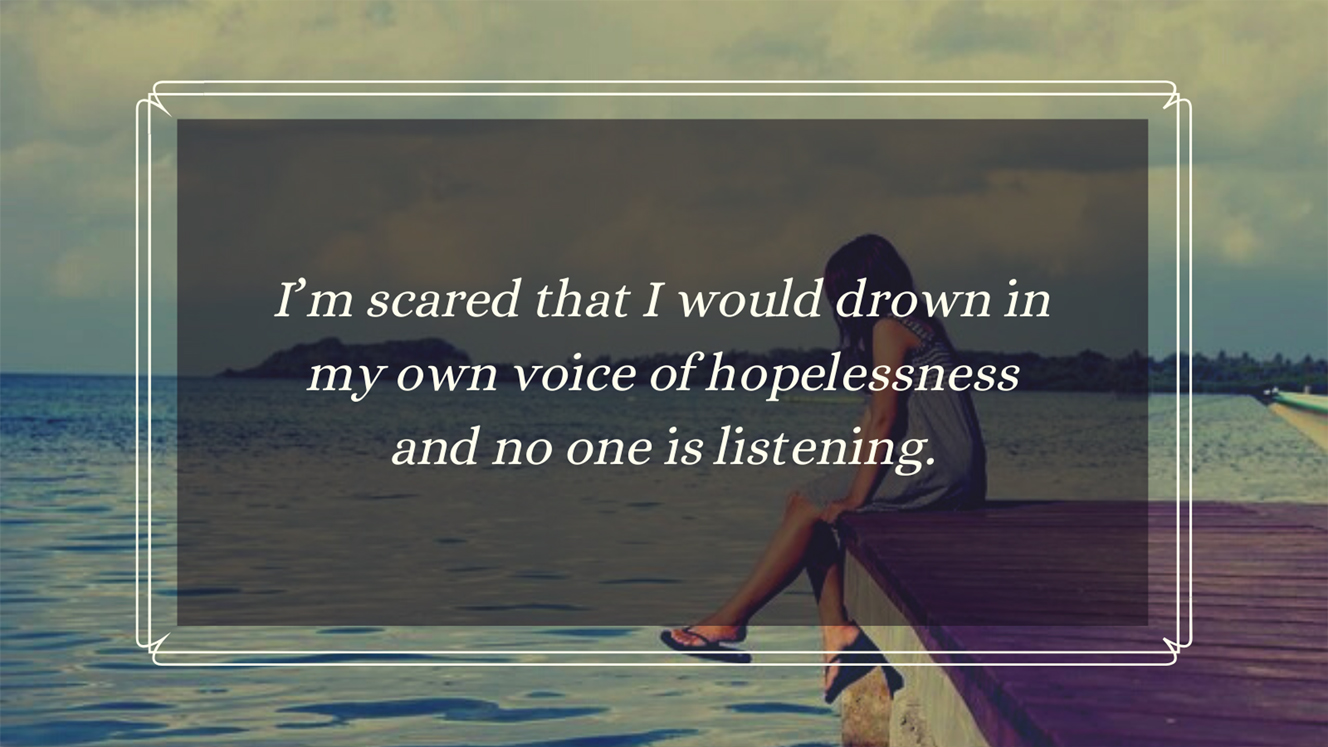 I’m scared that I would drown in
my own voice of hopelessness
and no one is listening.